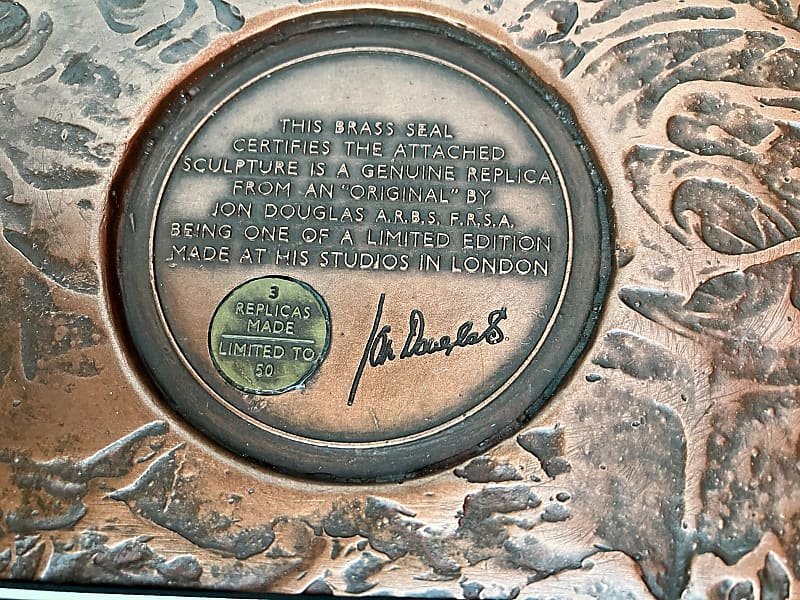 THIS BRASS SEAL
CERTIFIES THE ATTACHED
SCULPTURE IS A GENUINE REPLICA
FROM AN "ORIGINAL" BY
JON DOUGLAS A.R.B.S. F.R.S.A.
BEING ONE OF A LIMITED EDITION
MADE AT HIS STUDIOS IN LONDON
3
REPLICAS
MADE
LIMITED TO
50
Jon Douglas